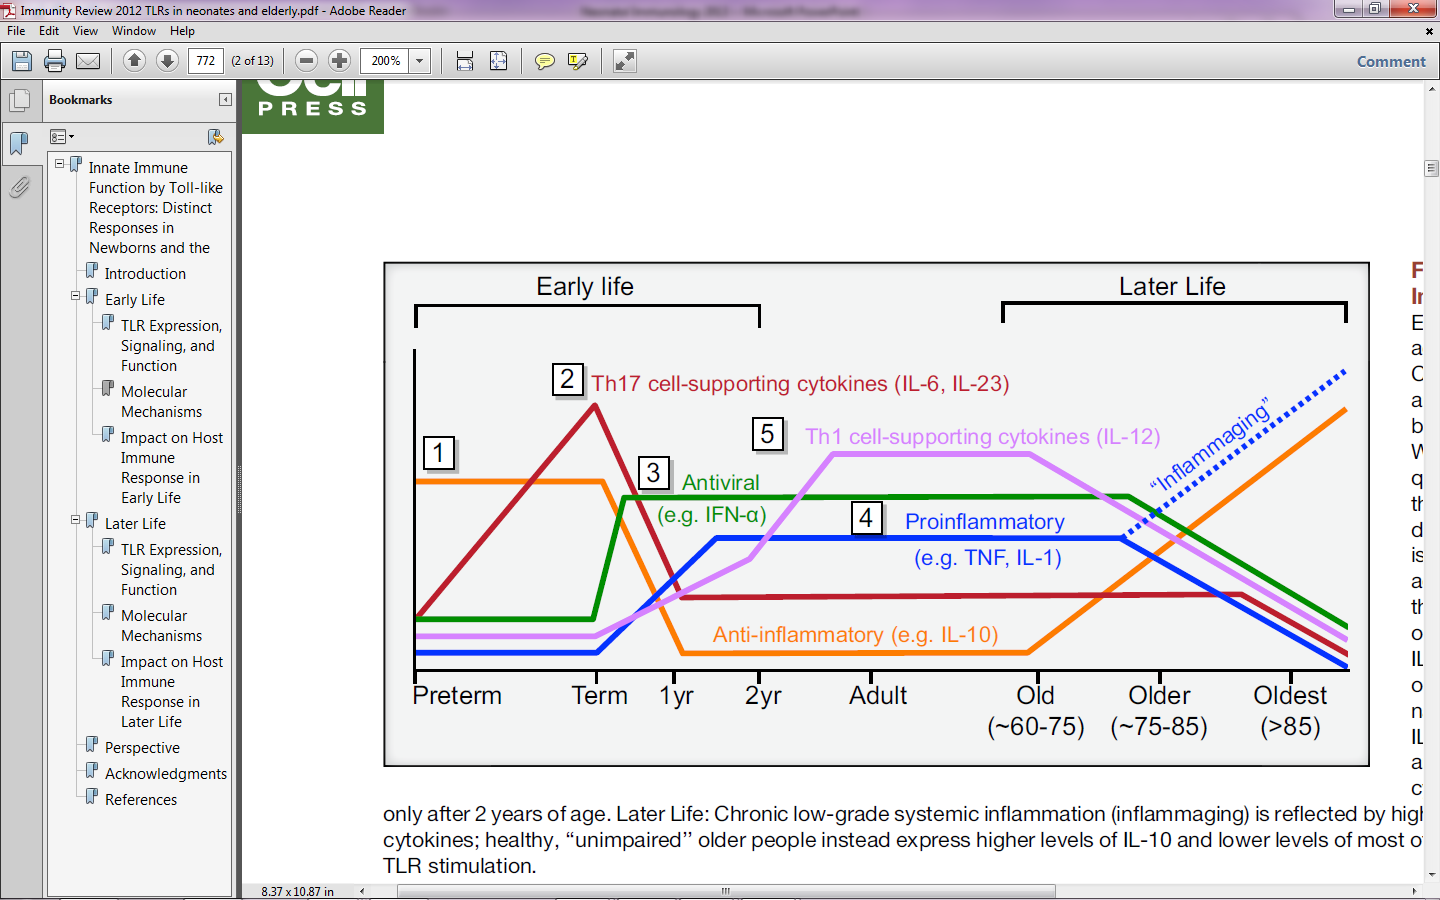 Immunity Review 2012 TLRs in neonates and elderly.pdf - Adobe Reader
File Edit View Window Help
772 (2 of 13) 200% Comment
Bookmarks
Innate Immune
Function by Toll-like
Receptors: Distinct
Responses in
Newborns and the
Introduction
Early Life
TLR Expression,
Signaling, and
Function
Molecular
Mechanisms
Impact on Host
Immune
Response in
Early Life
Later Life
TLR Expression,
Signaling, and
Function
Molecular
Mechanisms
Impact on Host
Immune
Response in
Later Life
Perspective
Acknowledgments
References
PRESS
Early life Later Life
2 Th17 cell-supporting cytokines (IL-6, IL-23)
1
5 Th1 cell-supporting cytokines (IL-12)
"Inflammaging"
3 Antiviral
(e.g. IFN-α)
4 Proinflammatory
(e.g. TNF, IL-1)
Anti-inflammatory (e.g. IL-10)
Preterm Term 1yr 2yr Adult Old Older Oldest
(~60-75) (~75-85) (>85)
only after 2 years of age. Later Life: Chronic low-grade systemic inflammation (inflammaging) is reflected by hig
cytokines; healthy, “unimpaired’’ older people instead express higher levels of IL-10 and lower levels of most o
TLR stimulation.
8.37 x 10.87 in